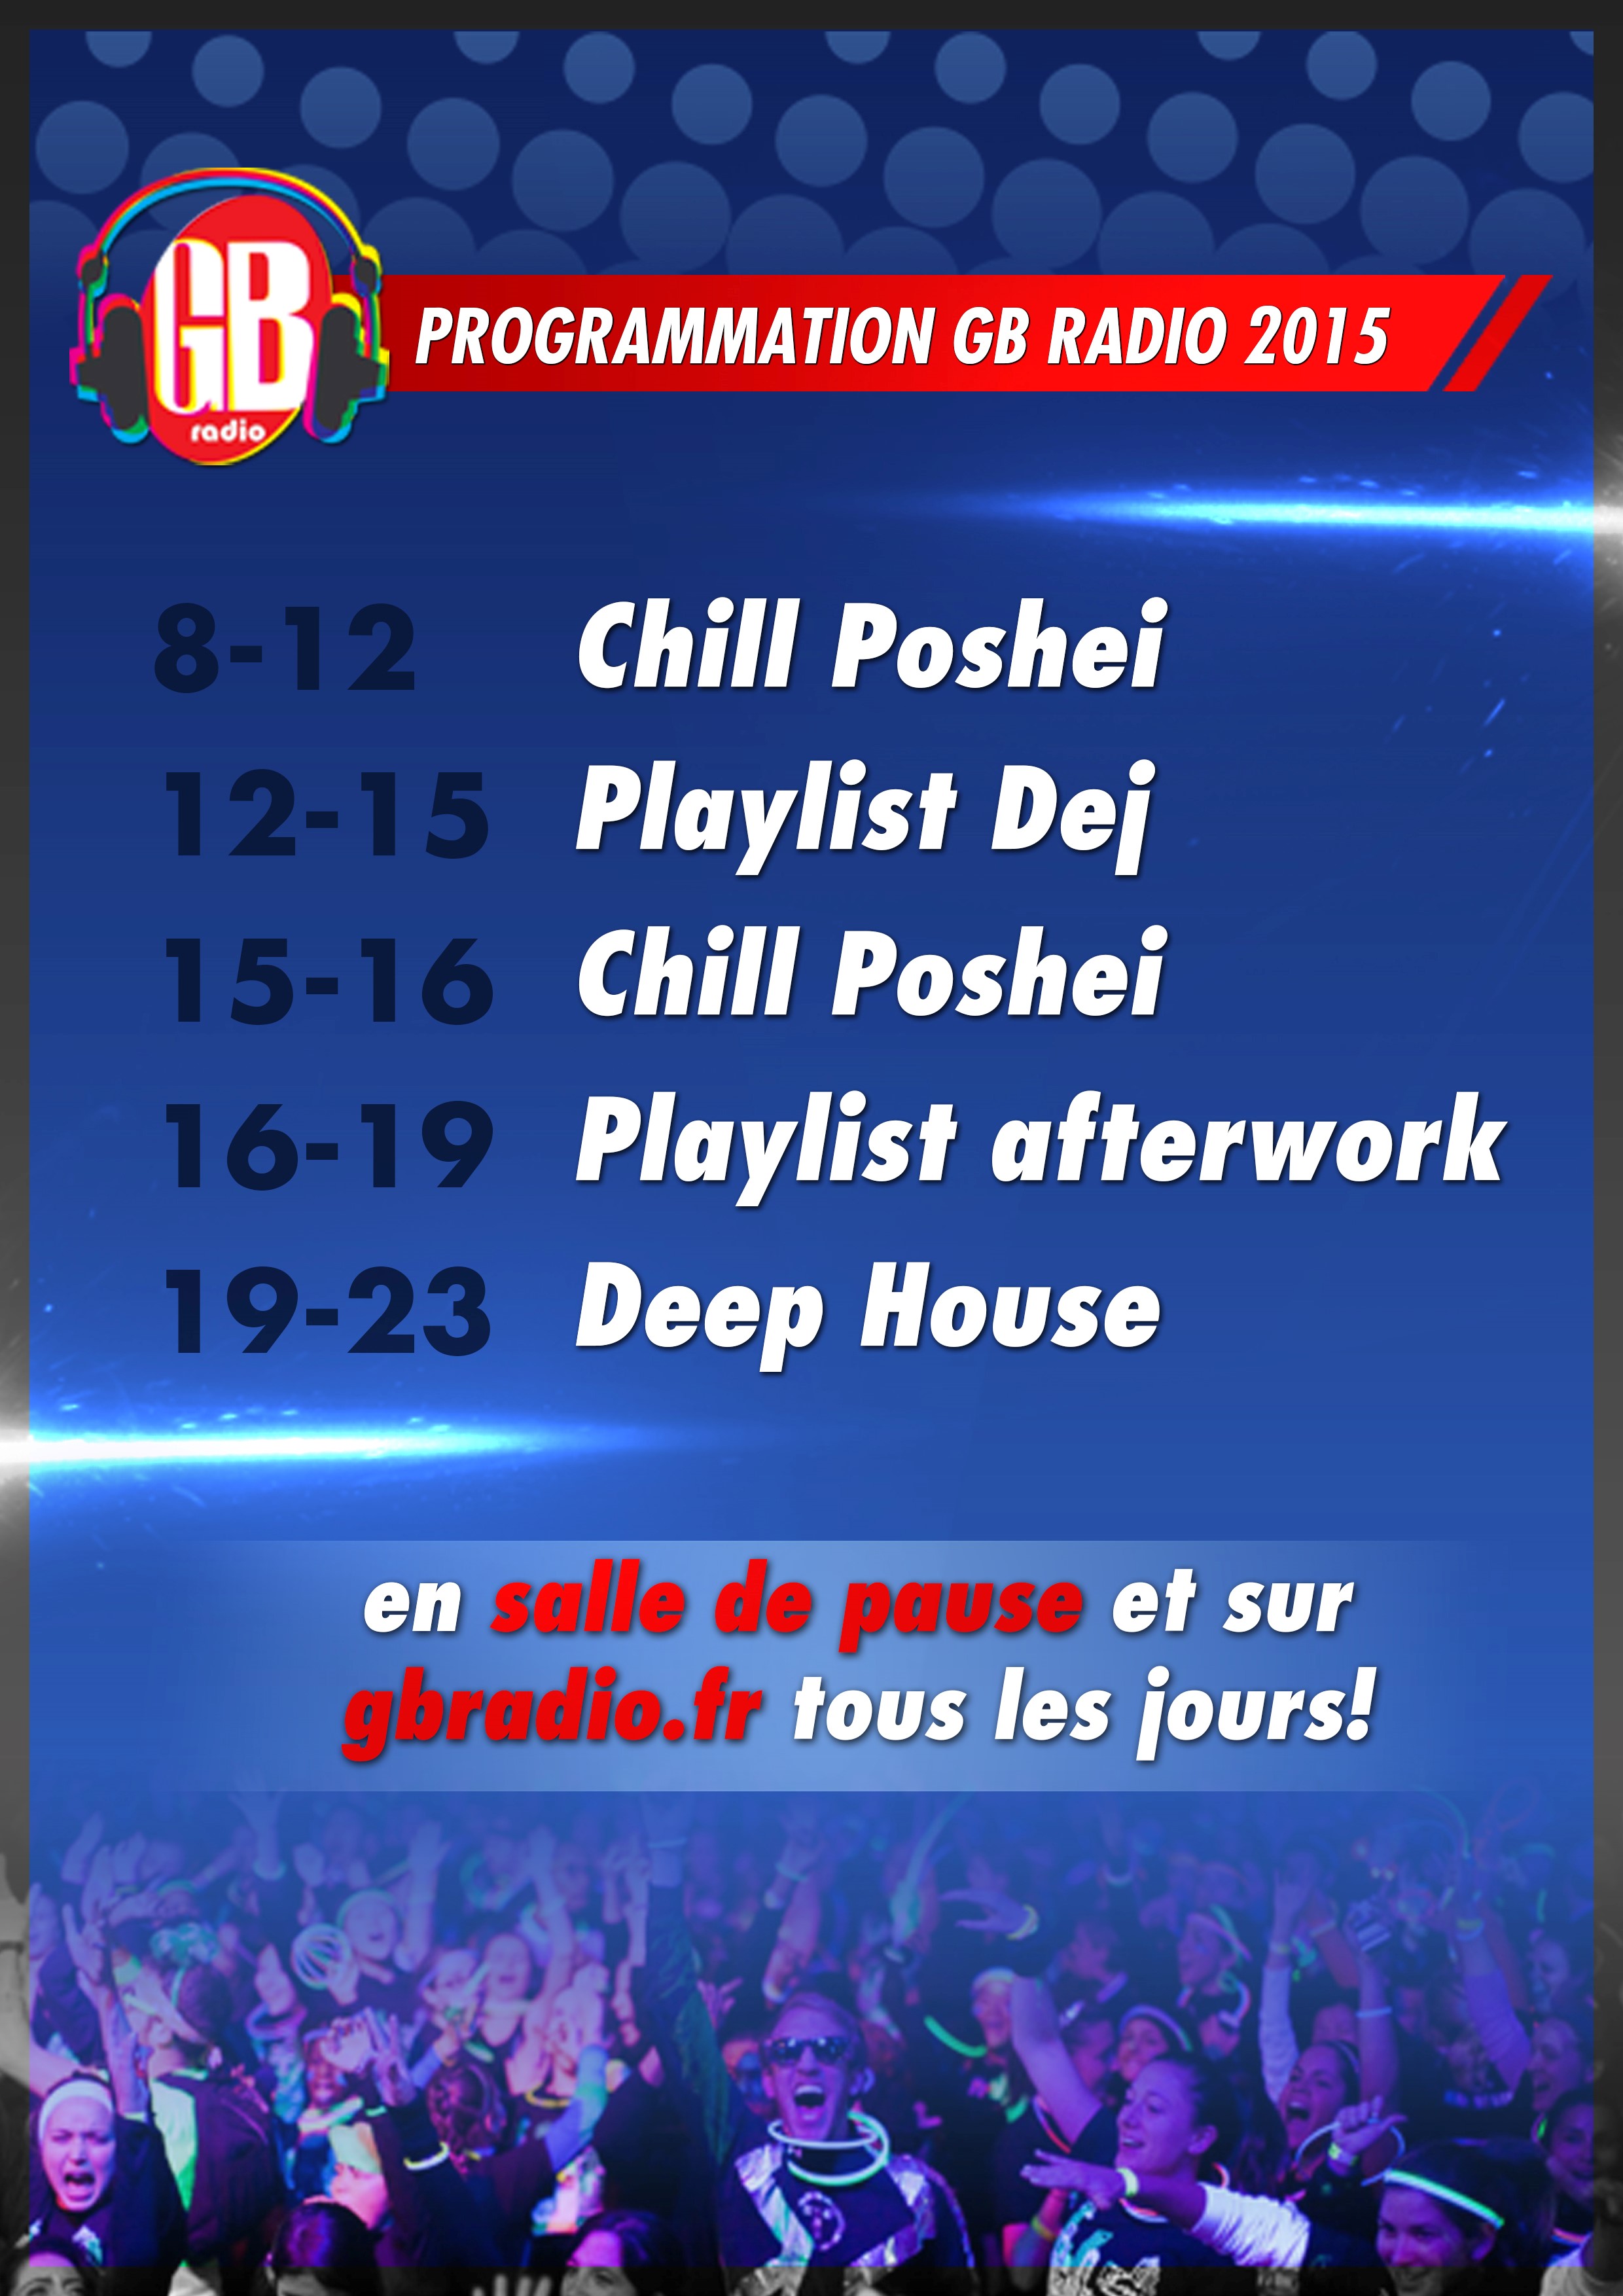 GB
radio
PROGRAMMATION GB RADIO 2015
8-12 Chill Poshei
12-15 Playlist Dej
15-16 Chill Poshei
16-19 Playlist afterwork
19-23 Deep House
en salle de pause et sur
gbradio.fr tous les jours!